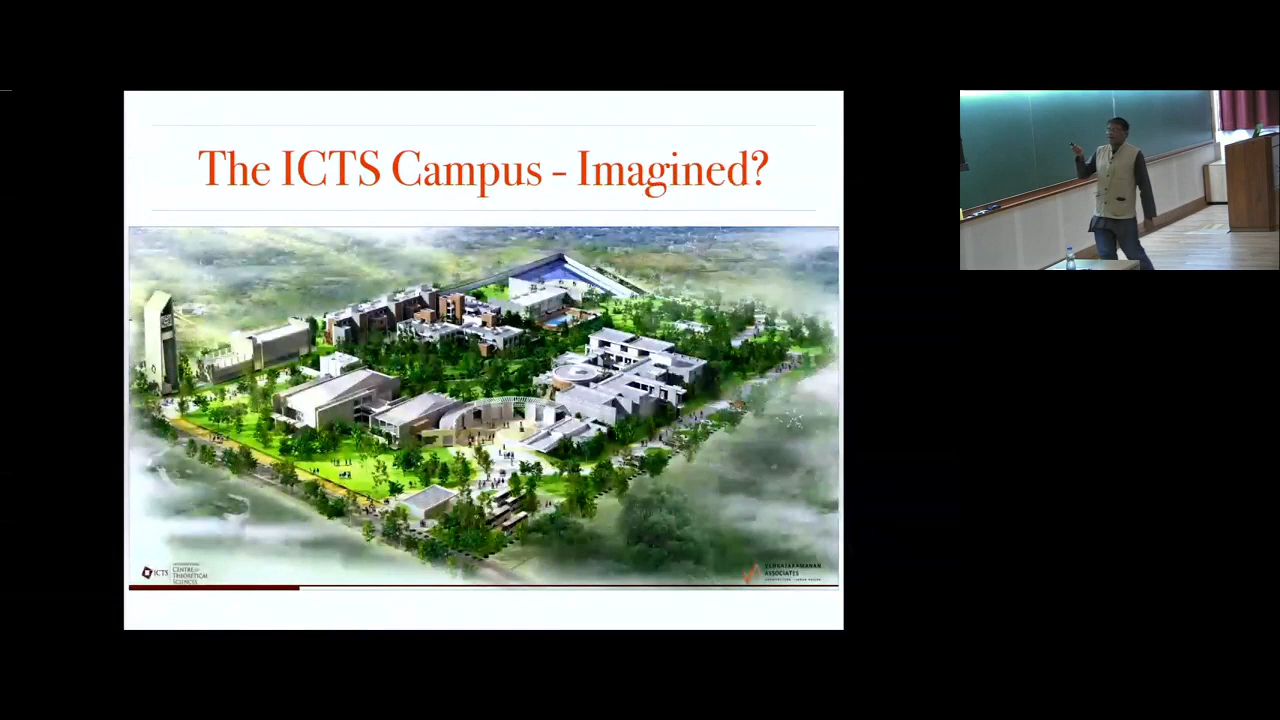 The ICTS Campus - Imagined?
ICTS
INTERNATIONAL
CENTRE for
THEORETICAL
SCIENCES
VENKATARAMANAN
ASSOCIATES